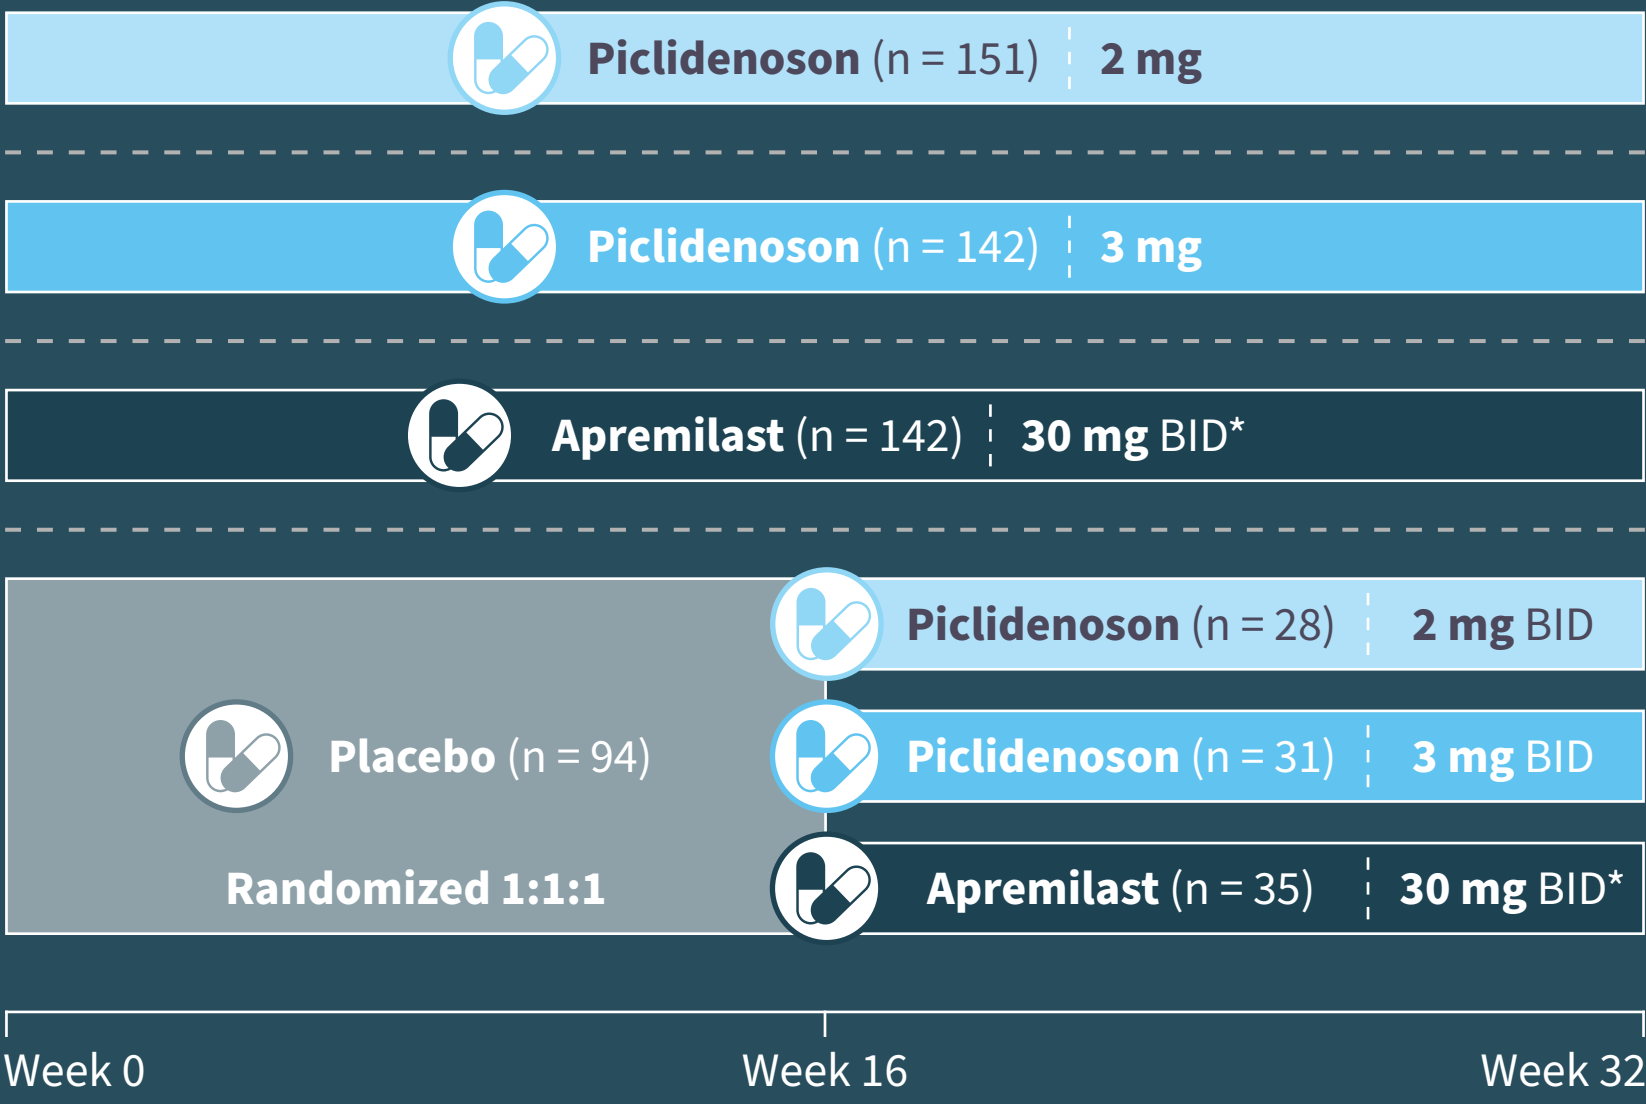 Piclidenoson (n = 151) 2 mg
Piclidenoson (n = 142) 3 mg
Apremilast (n = 142) 30 mg BID*
Piclidenoson (n = 28) 2 mg BID
Placebo (n = 94)
Piclidenoson (n = 31) 3 mg BID
Randomized 1:1:1
Apremilast (n = 35) 30 mg BID*
Week 0 Week 16 Week 32